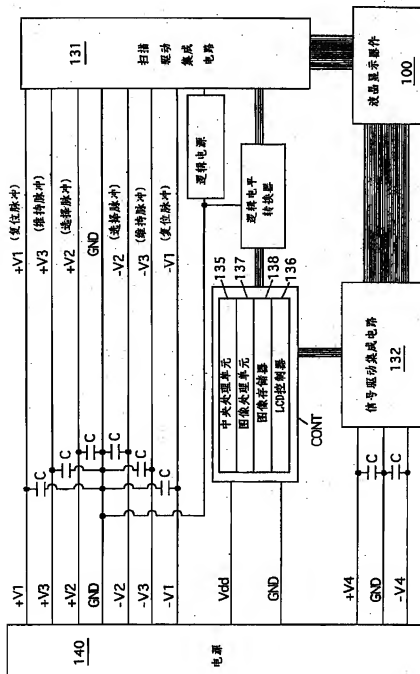 140
电源
+V1
+V3
+V2
GND
-V2
-V3
-V1
Vdd
GND
+V4
GND
-V4
C
C
C
C
C
C
C
C
+V1 (复位脉冲)
+V3 (维持脉冲)
+V2 (选择脉冲)
GND
-V2 (选择脉冲)
-V3 (维持脉冲)
-V1 (复位脉冲)
131
扫描
驱动
集成
电路
逻辑电源
逻辑电平
转换器
中央处理单元
图像处理单元
图像存储器
LCD控制器
135
137
138
136
CONT
信号驱动集成电路
132
液晶显示器件
100